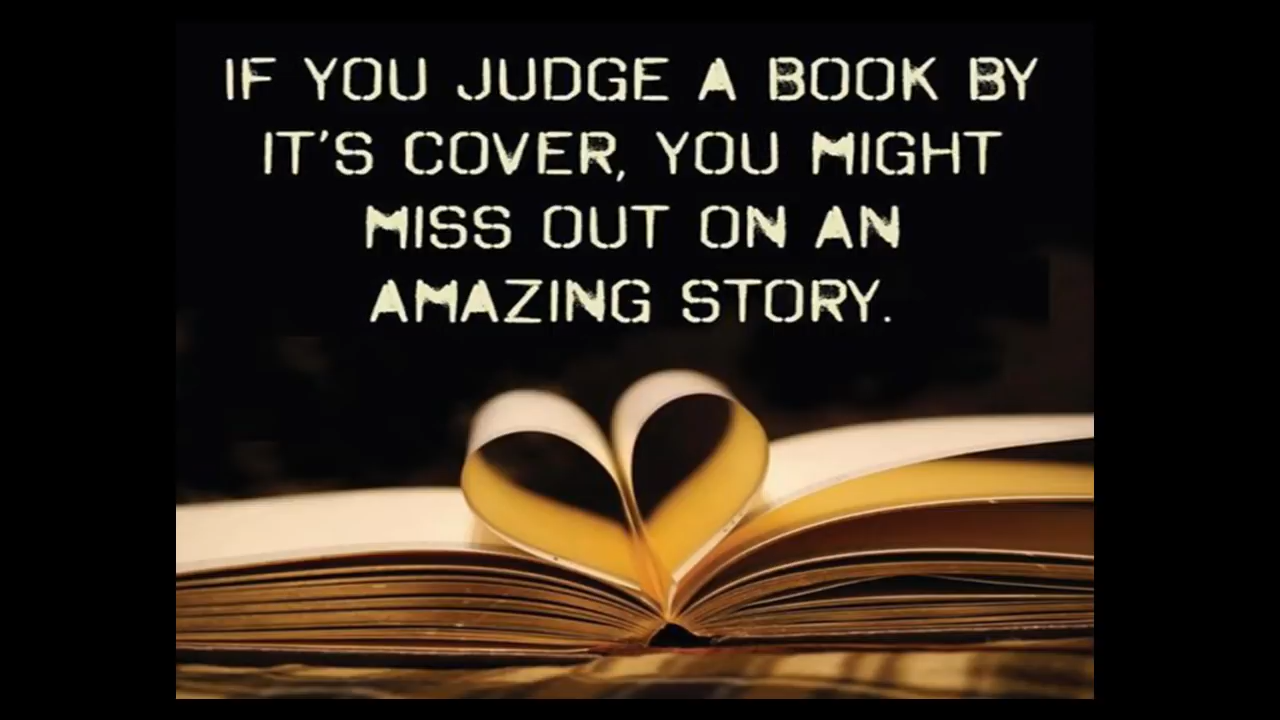 IF YOU JUDGE A BOOK BY
IT'S COVER, YOU MIGHT
MISS OUT ON AN
AMAZING STORY.